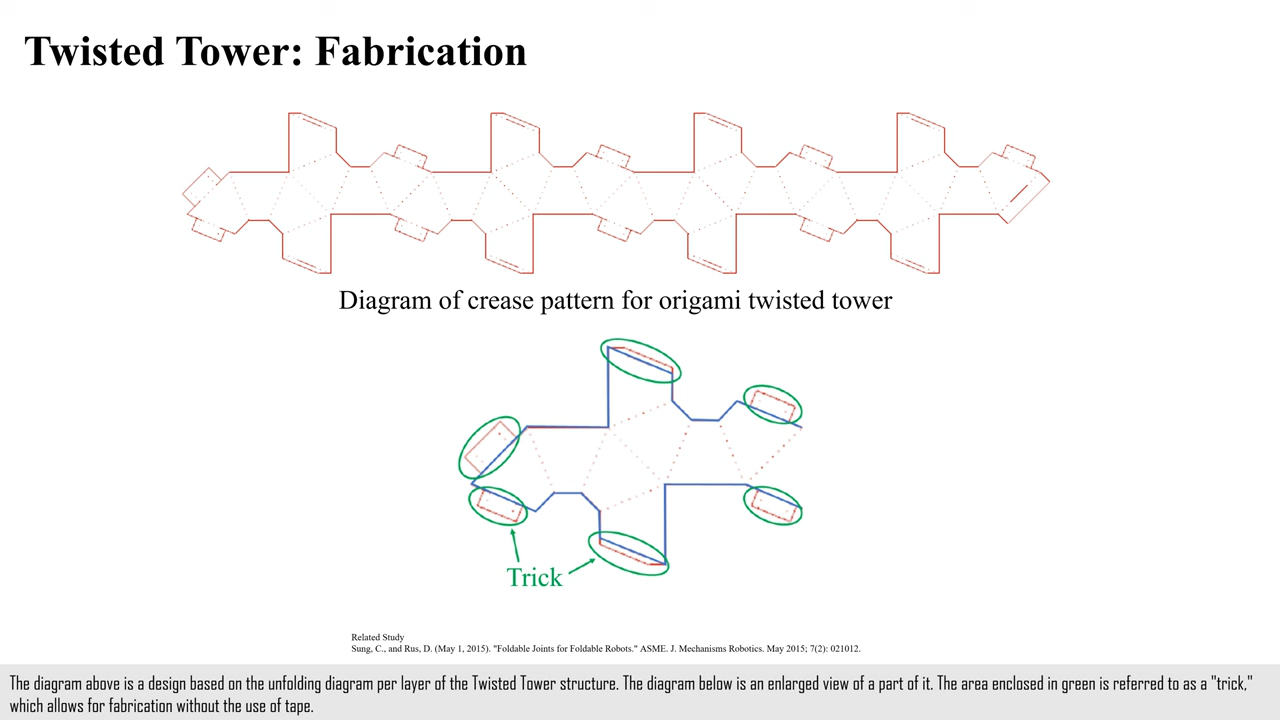 Twisted Tower: Fabrication
Diagram of crease pattern for origami twisted tower
Trick
Related Study
Sung, C., and Rus, D. (May 1, 2015). "Foldable Joints for Foldable Robots." ASME. J. Mechanisms Robotics. May 2015; 7(2): 021012.
The diagram above is a design based on the unfolding diagram per layer of the Twisted Tower structure. The diagram below is an enlarged view of a part of it. The area enclosed in green is referred to as a "trick,"
which allows for fabrication without the use of tape.